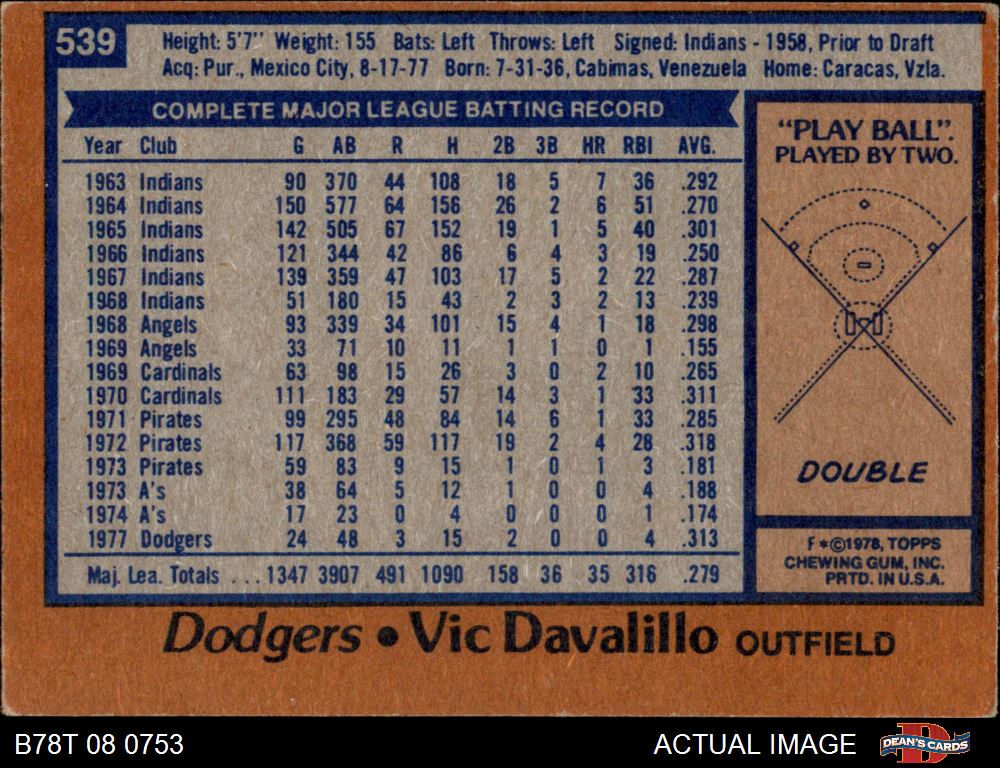 539
Height: 5'7" Weight: 155 Bats: Left Throws: Left Signed: Indians - 1958, Prior to Draft
Acq: Pur., Mexico City, 8-17-77 Born: 7-31-36, Cabimas, Venezuela Home: Caracas, Vzla.
COMPLETE MAJOR LEAGUE BATTING RECORD
Year Club G AB R H 2B 3B HR RBI AVG.
1963 Indians 90 370 44 108 18 5 7 36 .292
1964 Indians 150 577 64 156 26 2 6 51 .270
1965 Indians 142 505 67 152 19 1 5 40 .301
1966 Indians 121 344 42 86 6 4 3 19 .250
1967 Indians 139 359 47 103 17 5 2 22 .287
1968 Indians 51 180 15 43 2 3 2 13 .239
1968 Angels 93 339 34 101 15 4 1 18 .298
1969 Angels 33 71 10 11 1 1 0 1 .155
1969 Cardinals 63 98 15 26 3 0 2 10 .265
1970 Cardinals 111 183 29 57 14 3 1 33 .311
1971 Pirates 99 295 48 84 14 6 1 33 .285
1972 Pirates 117 368 59 117 19 2 4 28 .318
1973 Pirates 59 83 9 15 1 0 1 3 .181
1973 A's 38 64 5 12 1 0 0 4 .188
1974 A's 17 23 0 4 0 0 0 1 .174
1977 Dodgers 24 48 3 15 2 0 0 4 .313
Maj. Lea. Totals ...1347 3907 491 1090 158 36 35 316 .279
"PLAY BALL".
PLAYED BY TWO.
DOUBLE
F*©1978, TOPPS
CHEWING GUM, INC.
PRTD. IN U.S.A.
Dodgers • Vic Davalillo OUTFIELD
B78T 08 0753
ACTUAL IMAGE
DEAN'S CARDS